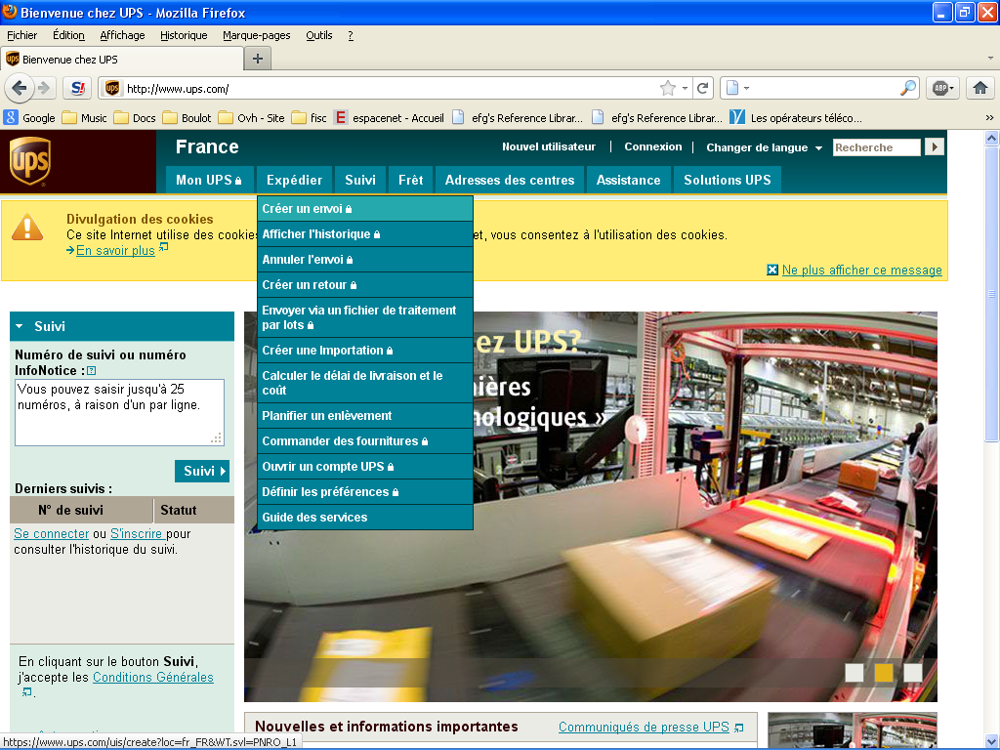 Bienvenue chez UPS - Mozilla Firefox
Fichier Édition Affichage Historique Marque-pages Outils ?
Bienvenue chez UPS +
S!
ups http://www.ups.com/ ABP
Google Music Docs Boulot Ovh - Site fisc E espacenet - Accueil efg's Reference Librar... efg's Reference Librar... Les opérateurs téléco... »
ups
France
Nouvel utilisateur | Connexion | Changer de langue Recherche
Mon UPS Expédier Suivi Frêt Adresses des centres Assistance Solutions UPS
Divulgation des cookies
Ce site Internet utilise des cookies et, vous consentez à l'utilisation des cookies.
En savoir plus
Ne plus afficher ce message
Créer un envoi
Afficher l'historique
Annuler l'envoi
Créer un retour
Envoyer via un fichier de traitement
par lots
Créer une Importation
Calculer le délai de livraison et le
coût
Planifier un enlèvement
Commander des fournitures
Ouvrir un compte UPS
Définir les préférences
Guide des services
Suivi
Numéro de suivi ou numéro
InfoNotice : ?
Vous pouvez saisir jusqu'à 25
numéros, à raison d'un par ligne.
Suivi
Derniers suivis :
N° de suivi Statut
Se connecter ou S'inscrire pour
consulter l'historique du suivi.
En cliquant sur le bouton Suivi,
j'accepte les Conditions Générales
.
ez UPS?
nières
nologiques »
Nouvelles et informations importantes Communiqués de presse UPS
https://www.ups.com/uis/create?loc=fr_FR&WT.svl=PNRO_L1